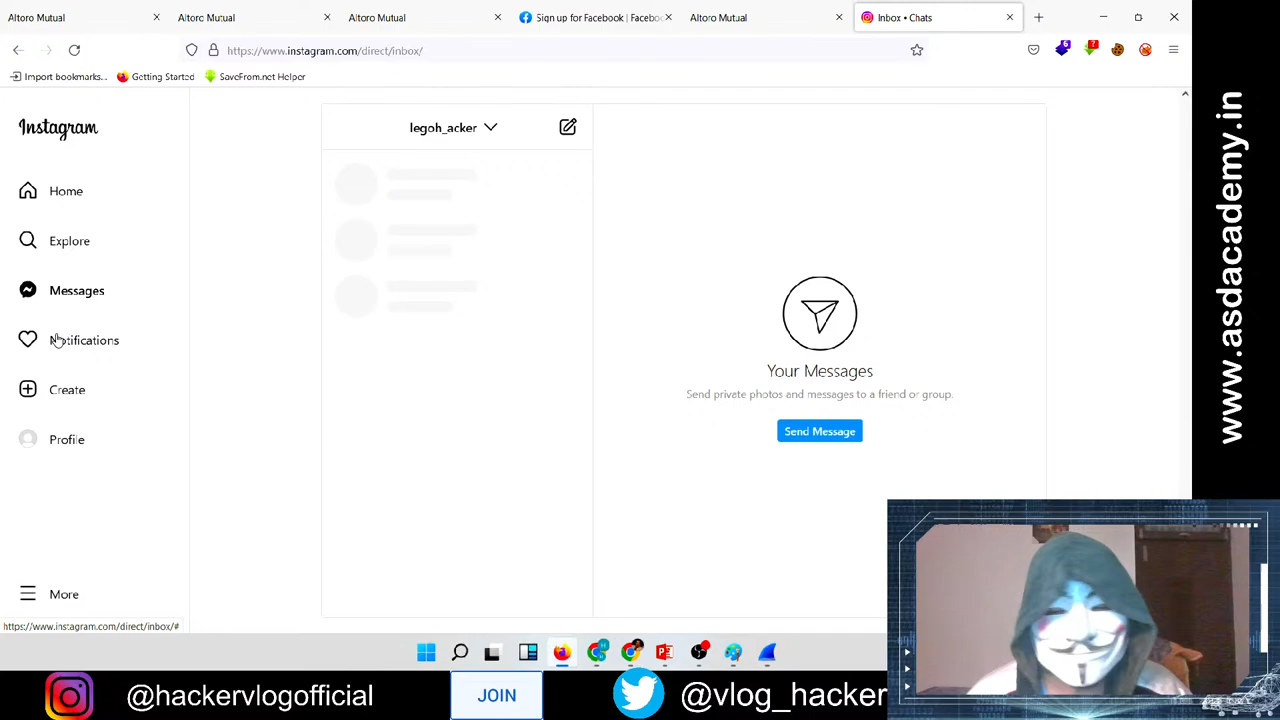 Altoro Mutual
Altoro Mutual
Altoro Mutual
Sign up for Facebook | Facebo
Altoro Mutual
Inbox • Chats
https://www.instagram.com/direct/inbox/
6
?
Import bookmarks...
Getting Started
SaveFrom.net Helper
Instagram
legoh_acker
Home
Explore
Messages
Notifications
Create
Profile
More
Your Messages
Send private photos and messages to a friend or group.
Send Message
https://www.instagram.com/direct/inbox/#
www.asdacademy.in
@hackervlogofficial
JOIN
@vlog_hacker